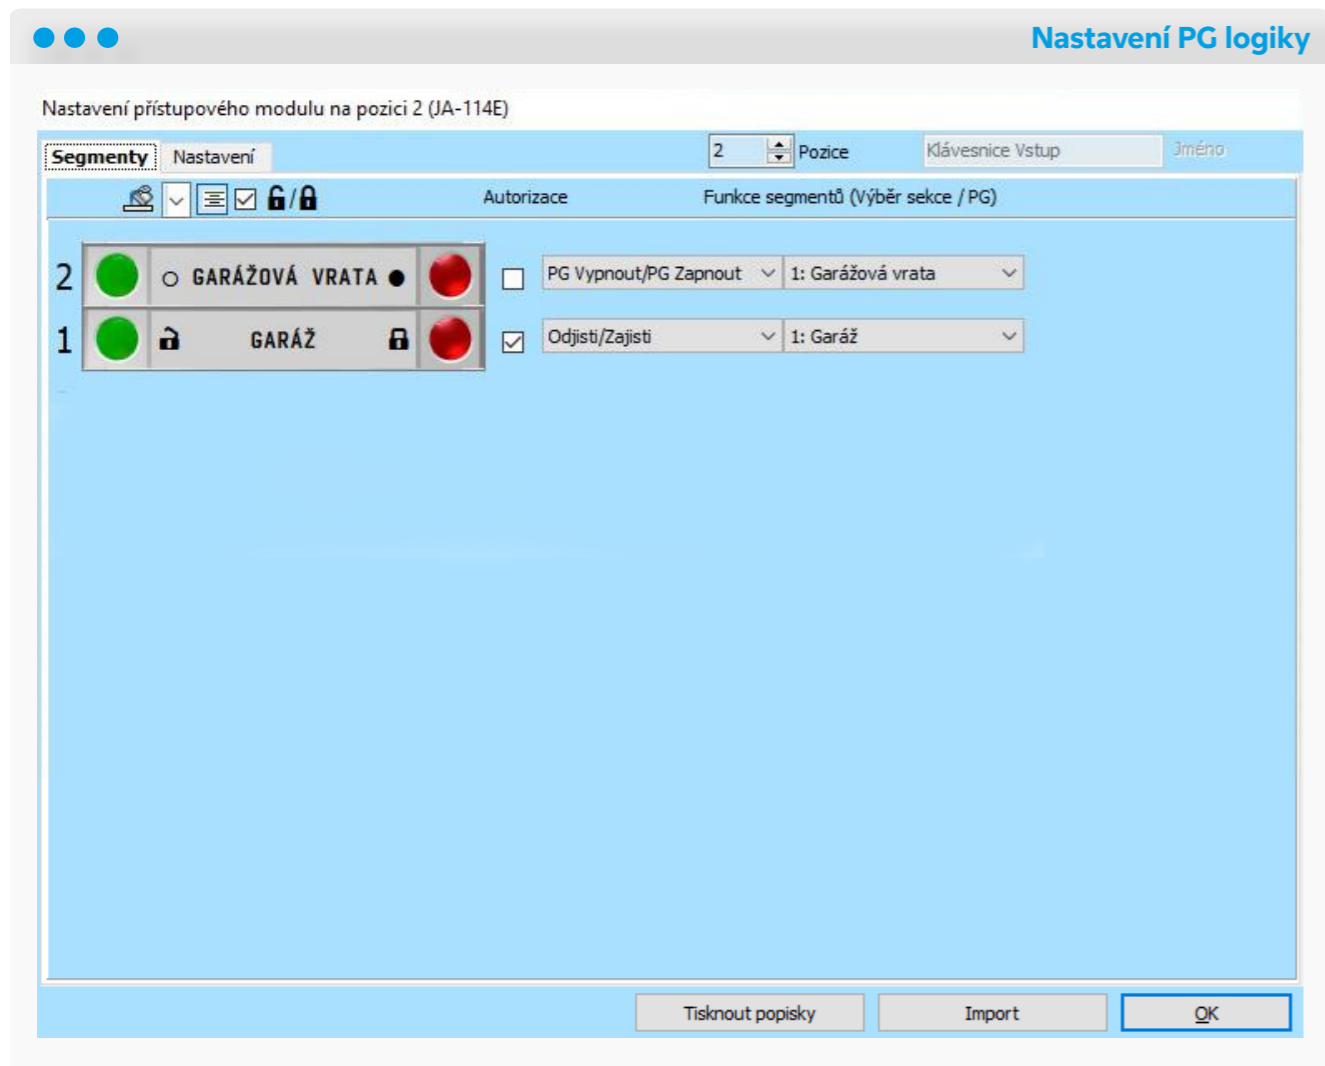 Nastavení PG logiky
Nastavení přístupového modulu na pozici 2 (JA-114E)
Segmenty Nastavení 2 Pozice Klávesnice Vstup Jméno
/ Autorizace Funkce segmentů (Výběr sekce / PG)
2 GARÁŽOVÁ VRATA PG Vypnout/PG Zapnout 1: Garážová vrata
1 GARÁŽ Odjisti/Zajisti 1: Garáž
Tisknout popisky Import OK